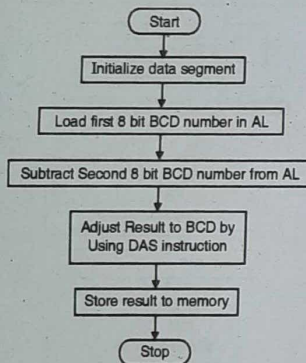 Start
Initialize data segment
Load first 8 bit BCD number in AL
Subtract Second 8 bit BCD number from AL
Adjust Result to BCD by
Using DAS instruction
Store result to memory
Stop